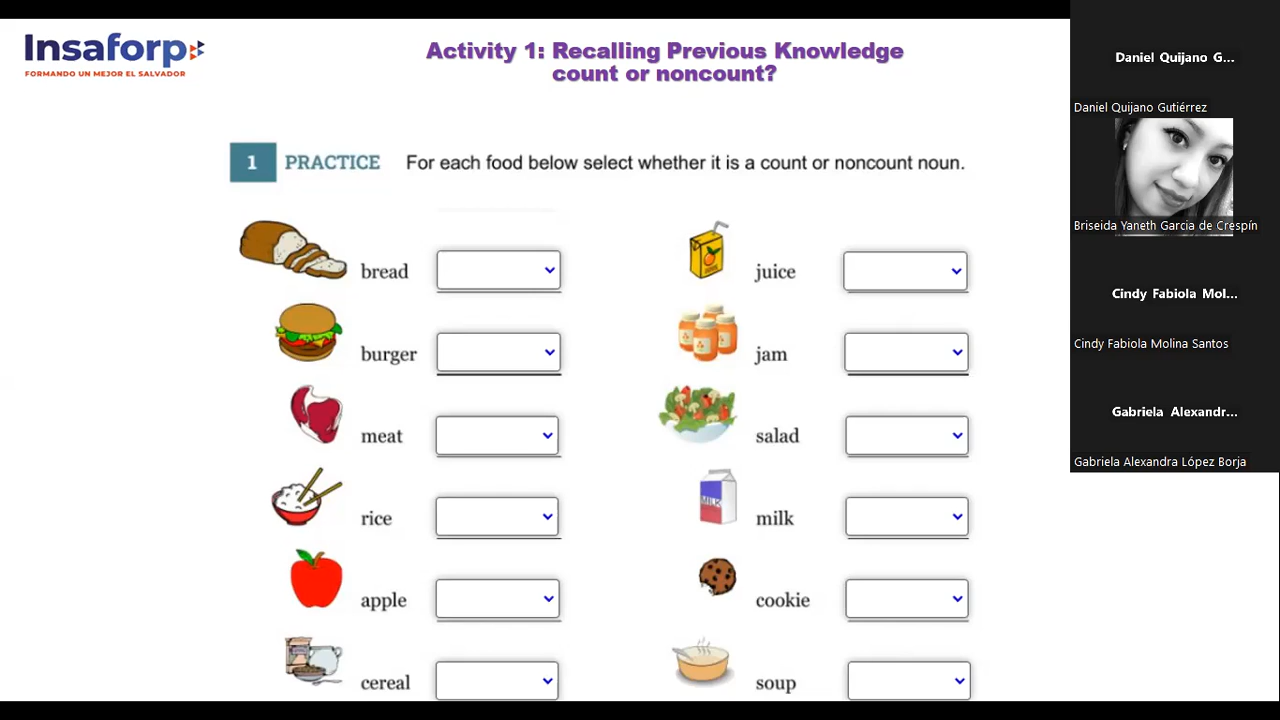 Insaforp
FORMANDO UN MEJOR EL SALVADOR
Activity 1: Recalling Previous Knowledge
count or noncount?
1 PRACTICE For each food below select whether it is a count or noncount noun.
bread
juice
burger
jam
meat
salad
rice
MILK
milk
apple
cookie
cereal
soup
Daniel Quijano G...
Daniel Quijano Gutiérrez
Briseida Yaneth Garcia de Crespín
Cindy Fabiola Mol...
Cindy Fabiola Molina Santos
Gabriela Alexandr...
Gabriela Alexandra López Borja